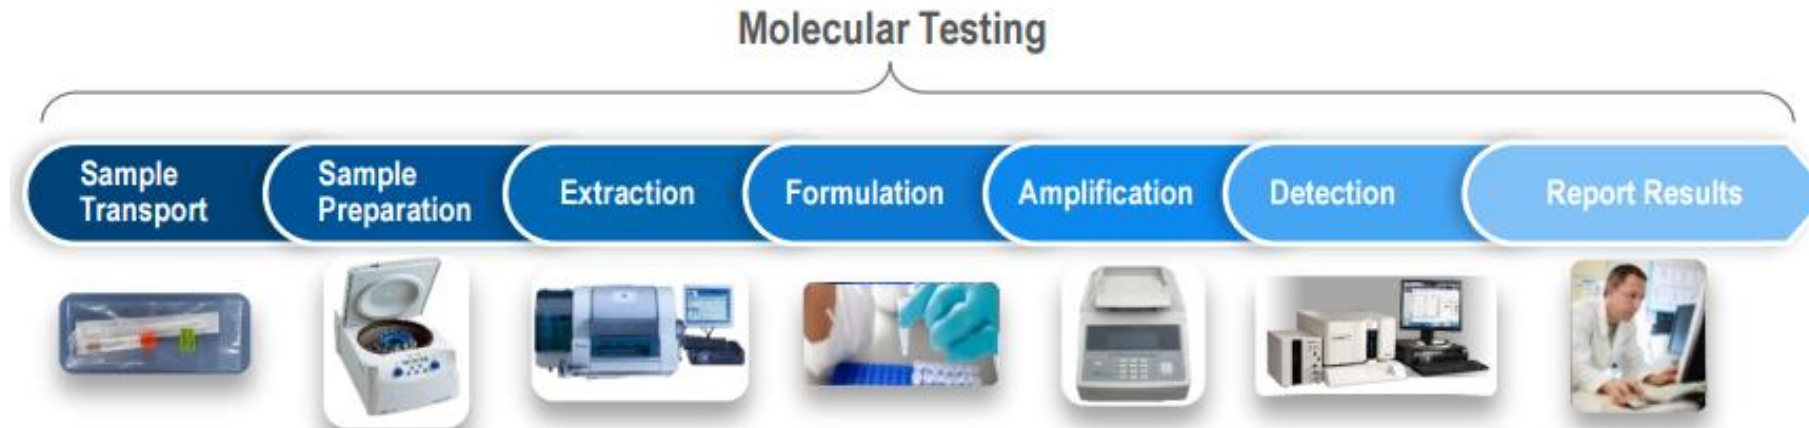 Molecular Testing
Sample
Transport
Sample
Preparation
Extraction
Formulation
Amplification
Detection
Report Results